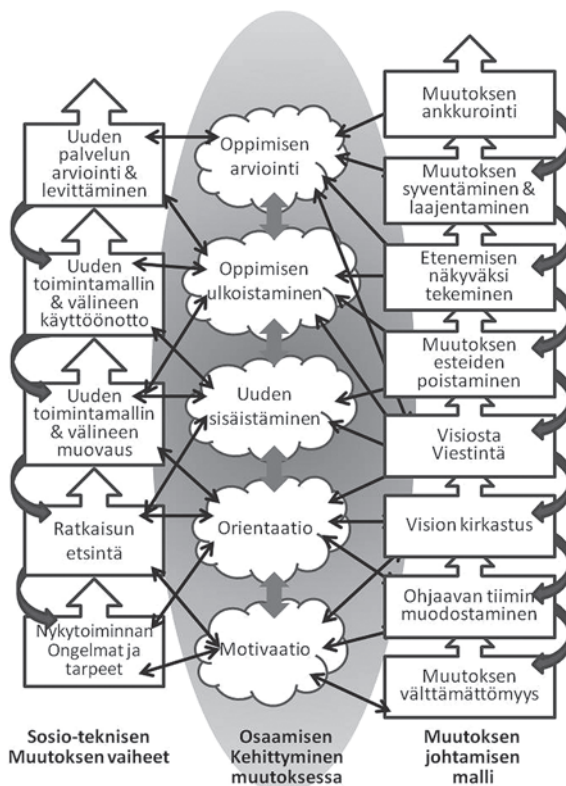 Uuden
palvelun
arviointi &
levittäminen
Uuden
toimintamallin
& välineen
käyttöönotto
Uuden
toimintamallin
& välineen
muovaus
Ratkaisun
etsintä
Nykytoiminnan
Ongelmat ja
tarpeet
Sosio-teknisen
Muutoksen vaiheet
Oppimisen
arviointi
Oppimisen
ulkoistaminen
Uuden
sisäistäminen
Orientaatio
Motivaatio
Osaamisen
Kehittyminen
muutoksessa
Muutoksen
ankkurointi
Muutoksen
syventäminen &
laajentaminen
Etenemisen
näkyväksi
tekeminen
Muutoksen
esteiden
poistaminen
Visiosta
Viestintä
Vision kirkastus
Ohjaavan tiimin
muodostaminen
Muutoksen
välttämättömyys
Muutoksen
johtamisen
malli